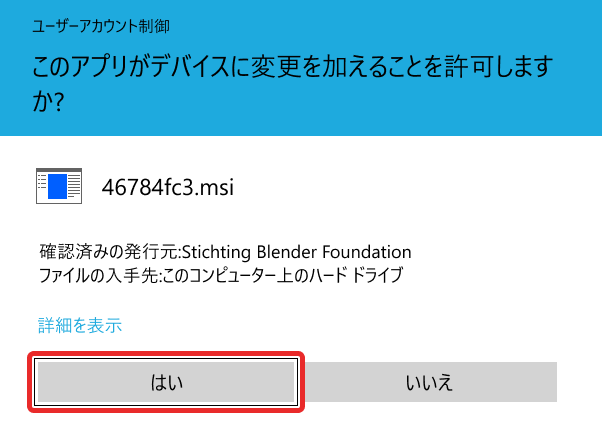 ユーザーアカウント制御
このアプリがデバイスに変更を加えることを許可します
か?
46784fc3.msi
確認済みの発行元:Stichting Blender Foundation
ファイルの入手先:このコンピューター上のハード ドライブ
詳細を表示
はい
いいえ